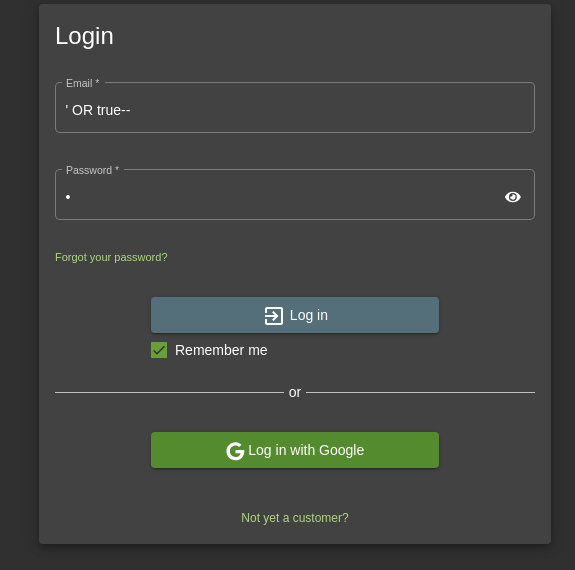 Login
Email *
' OR true--
Password *
•
Forgot your password?
Log in
Remember me
or
Log in with Google
Not yet a customer?